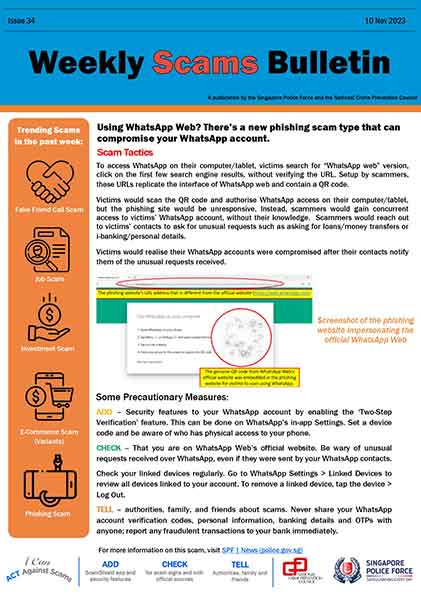 Issue 34
10 Nov 2023
Weekly Scams Bulletin
A publication by the Singapore Police Force and the National Crime Prevention Council
Trending Scams
in the past week:
Fake Friend Call Scam
Job Scam
Investment Scam
E-Commerce Scam
(Variants)
Phishing Scam
Using WhatsApp Web? There's a new phishing scam type that can
compromise your WhatsApp account.
Scam Tactics
To access WhatsApp on their computer/tablet, victims search for "WhatsApp web" version,
click on the first few search engine results, without verifying the URL. Setup by scammers,
these URLs replicate the interface of WhatsApp web and contain a QR code.
Victims would scan the QR code and authorise WhatsApp access on their computer/tablet,
but the phishing site would be unresponsive. Instead, scammers would gain concurrent
access to victims' WhatsApp account, without their knowledge. Scammers would reach out
to victims' contacts to ask for unusual requests such as asking for loans/money transfers or
i-banking/personal details.
Victims would realise their WhatsApp accounts were compromised after their contacts notify
them of the unusual requests received.
The phishing website's URL address that is different from the official website
The genuine QR code from WhatsApp Web's
official website was embedded in the phishing
website for victims to scan using WhatsApp.
Screenshot of the phishing
website impersonating the
official WhatsApp Web
Some Precautionary Measures:
ADD – Security features to your WhatsApp account by enabling the 'Two-Step
Verification' feature. This can be done on WhatsApp's in-app Settings. Set a device
code and be aware of who has physical access to your phone.
CHECK – That you are on WhatsApp Web's official website. Be wary of unusual
requests received over WhatsApp, even if they were sent by your WhatsApp contacts.
Check your linked devices regularly. Go to WhatsApp Settings > Linked Devices to
review all devices linked to your account. To remove a linked device, tap the device >
Log Out.
TELL – authorities, family, and friends about scams. Never share your WhatsApp
account verification codes, personal information, banking details and OTPs with
anyone; report any fraudulent transactions to your bank immediately.
For more information on this scam, visit SPF | News (police.gov.sg)
I Can
ACT Against Scams
ADD
ScamShield app and
security features
CHECK
for scam signs and with
official sources
TELL
Authorities, family and
friends
NATIONAL
CRIME PREVENTION
COUNCIL
SINGAPORE
POLICE FORCE
SAFEGUARDING EVERY DAY